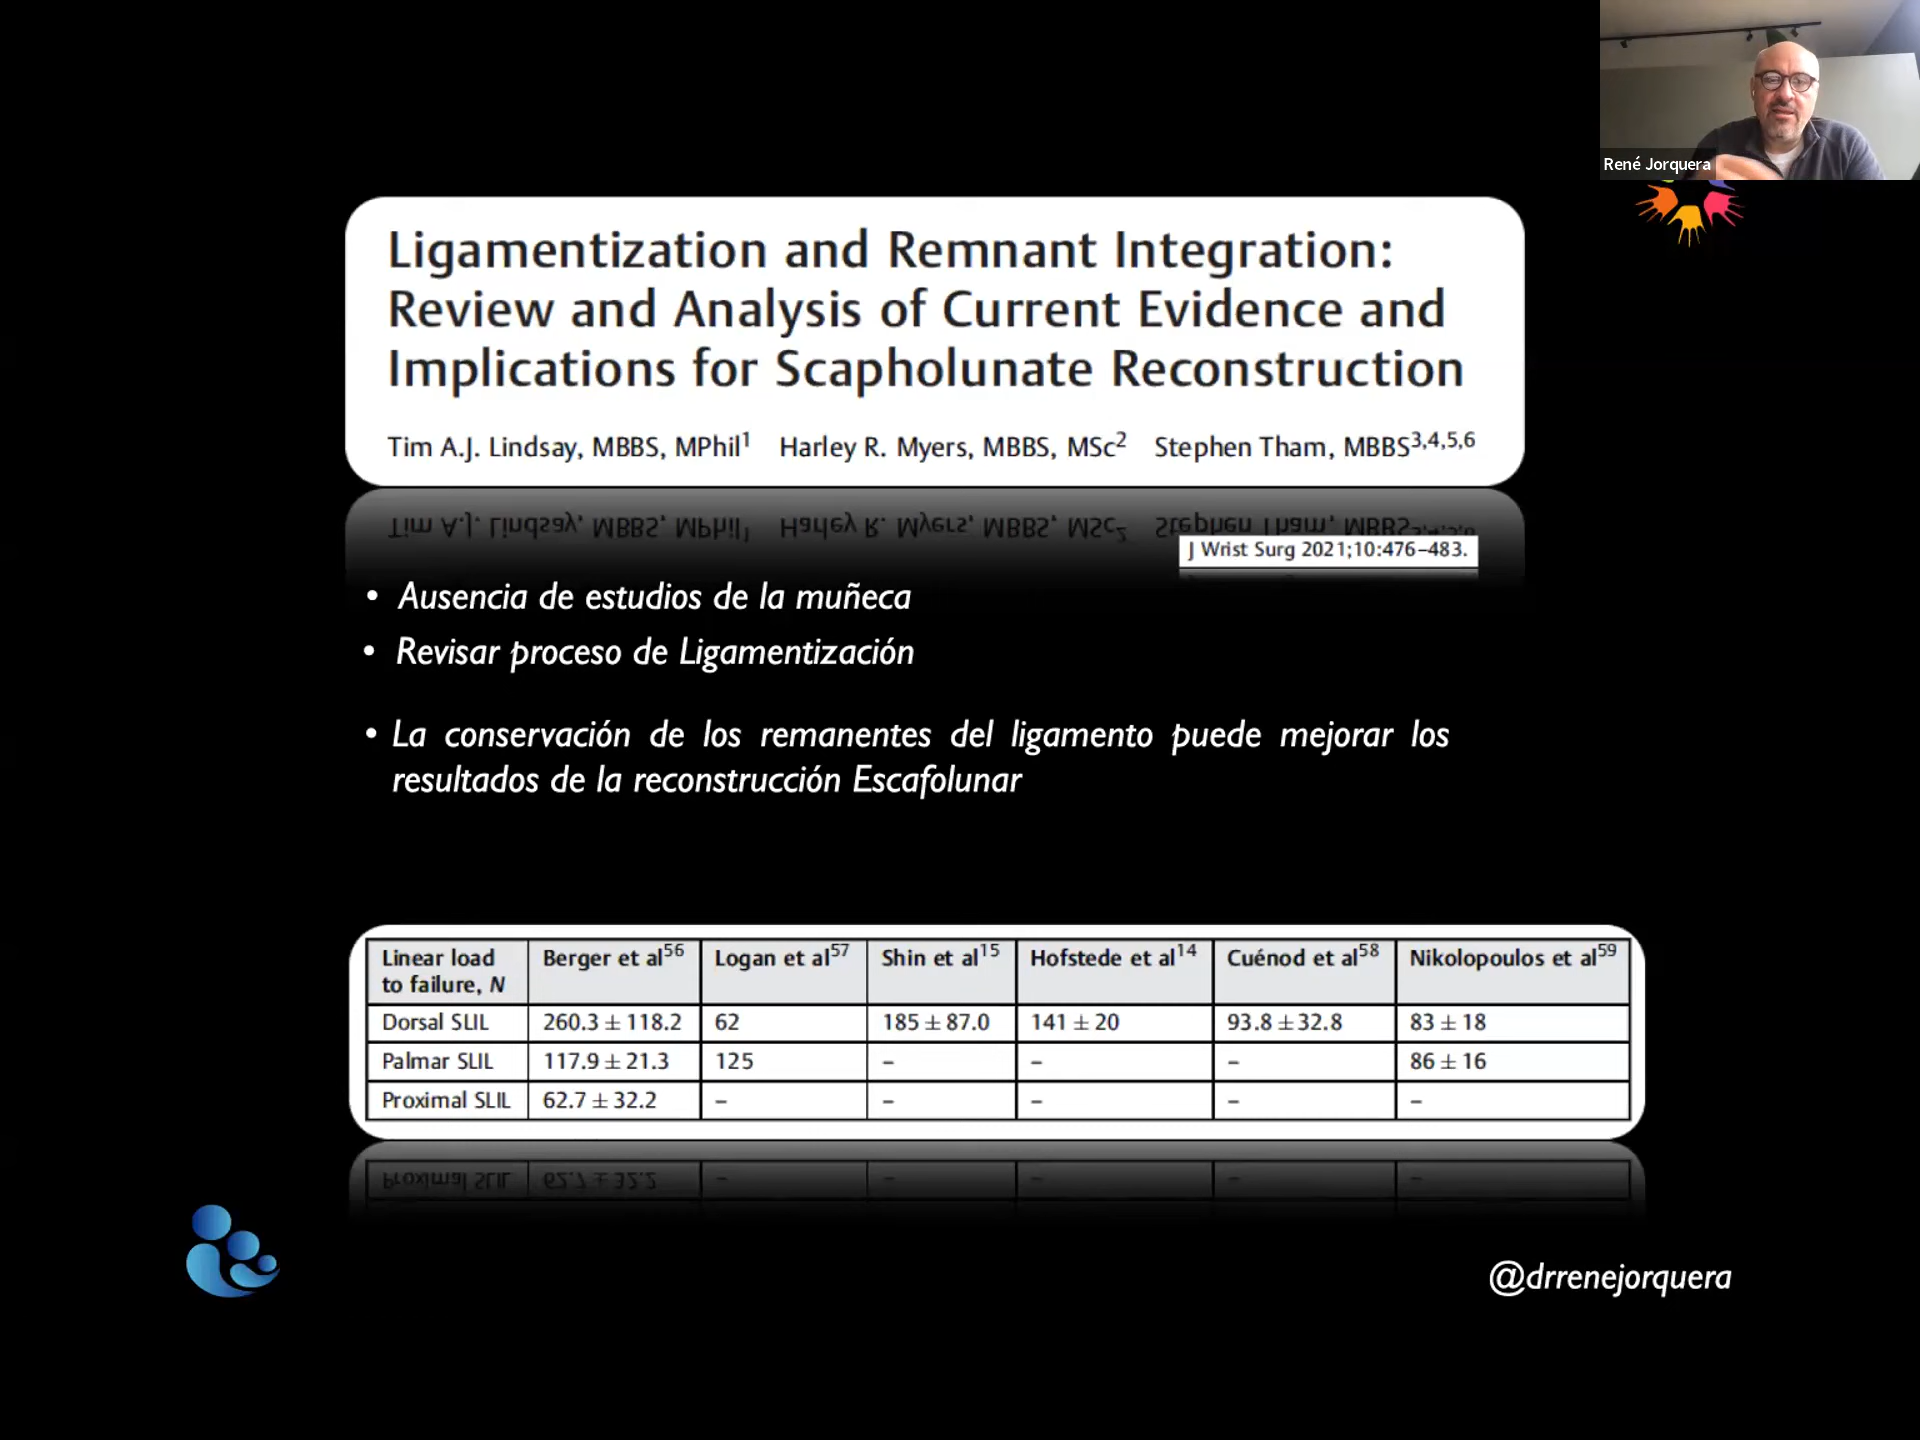 René Jorquera
Ligamentization and Remnant Integration:
Review and Analysis of Current Evidence and
Implications for Scapholunate Reconstruction
Tim A.J. Lindsay, MBBS, MPhil1 Harley R. Myers, MBBS, MSc2 Stephen Tham, MBBS3,4,5,6
J Wrist Surg 2021;10:476–483.
• Ausencia de estudios de la muñeca
• Revisar proceso de Ligamentización
• La conservación de los remanentes del ligamento puede mejorar los
resultados de la reconstrucción Escafolunar
Linear load to failure, N Berger et al56 Logan et al57 Shin et al15 Hofstede et al14 Cuénod et al58 Nikolopoulos et al59
Dorsal SLIL 260.3 ± 118.2 62 185 ± 87.0 141 ± 20 93.8 ± 32.8 83 ± 18
Palmar SLIL 117.9 ± 21.3 125 – – – 86 ± 16
Proximal SLIL 62.7 ± 32.2 – – – – –
@drrenejorquera